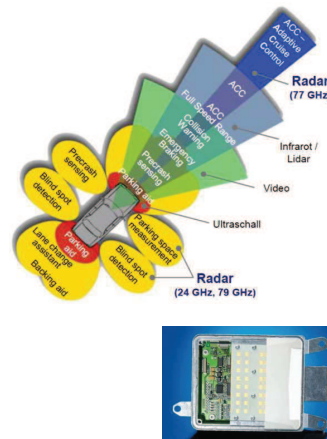 ACC –
Adaptive
Cruise
Control
Radar
(77 GHz)
ACC
ACC
Full Speed Range
Collision
Warning
Emergency
Braking
Precrash
sensing
Infrarot /
Lidar
Video
Ultraschall
Precrash
sensing
Blind spot
detection
Parking aid
Parking
aid
Lane change
assistant
Backing aid
Parking space
measurement
Blind spot
detection
Radar
(24 GHz, 79 GHz)